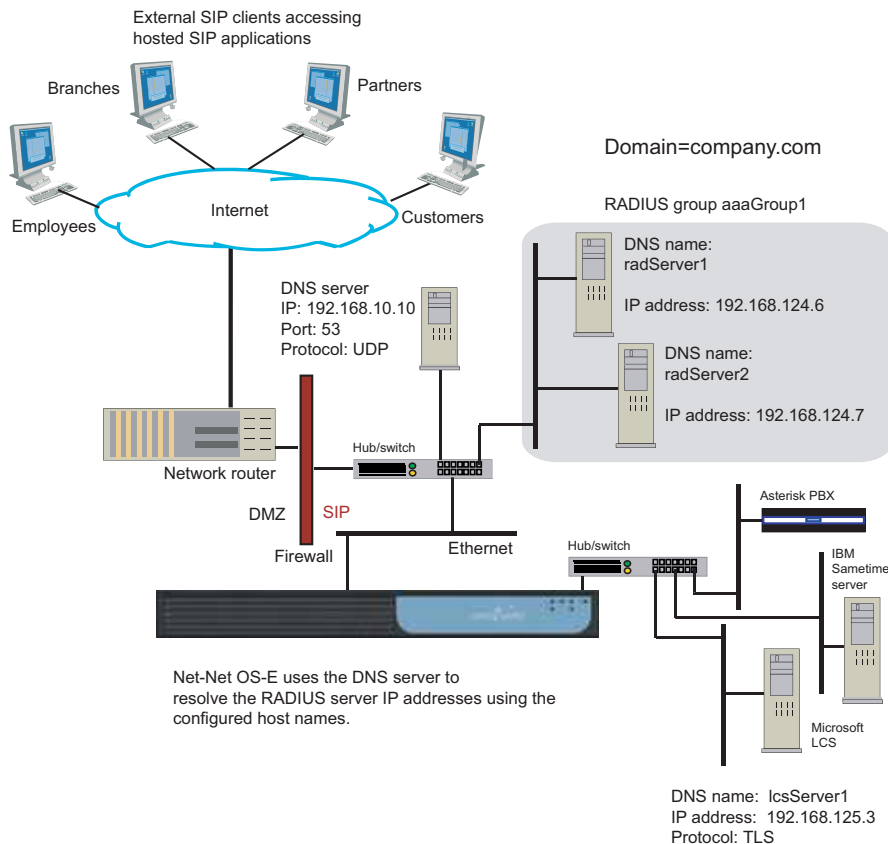 External SIP clients accessing
hosted SIP applications
Branches
Partners
Employees
Internet
Customers
Domain=company.com
RADIUS group aaaGroup1
DNS name:
radServer1
IP address: 192.168.124.6
DNS name:
radServer2
IP address: 192.168.124.7
DNS server
IP: 192.168.10.10
Port: 53
Protocol: UDP
Network router
Hub/switch
DMZ
SIP
Firewall
Ethernet
Hub/switch
Asterisk PBX
IBM
Sametime
server
Microsoft
LCS
Net-Net OS-E uses the DNS server to
resolve the RADIUS server IP addresses using the
configured host names.
DNS name: lcsServer1
IP address: 192.168.125.3
Protocol: TLS